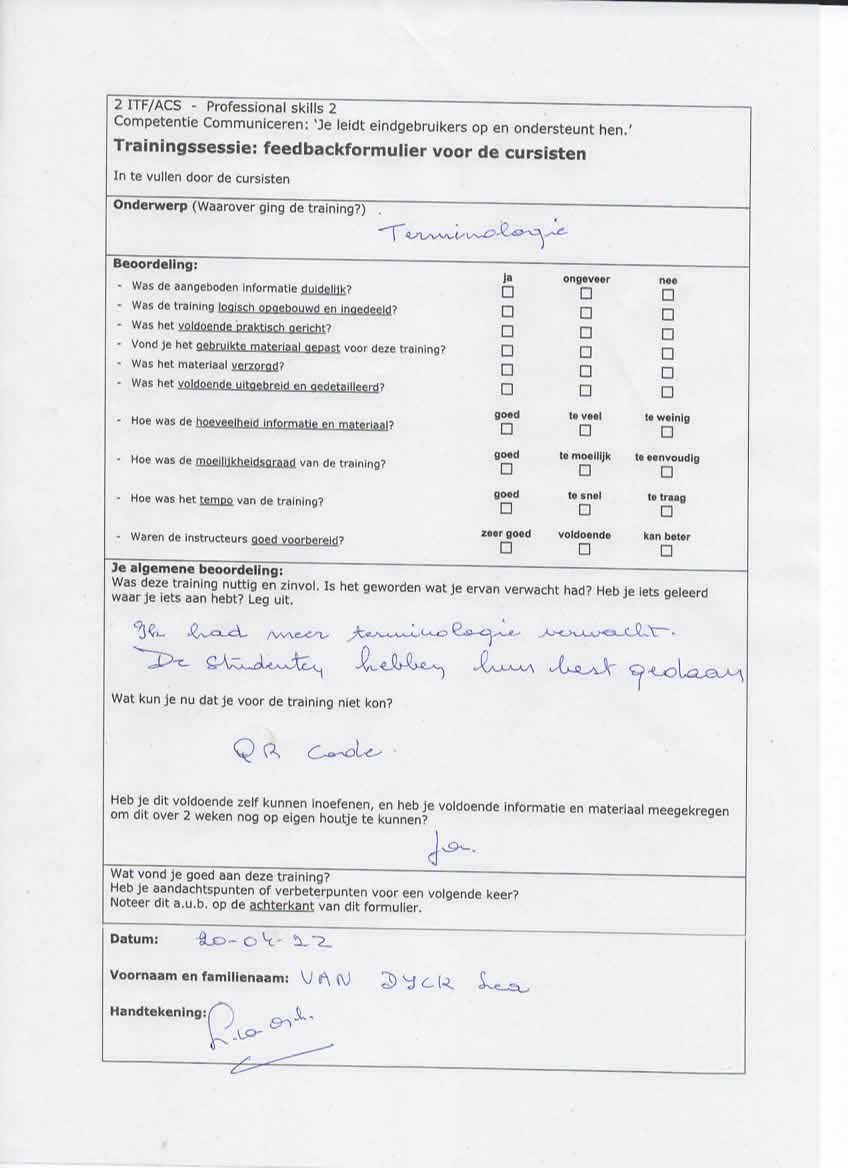 2 ITF/ACS - Professional skills 2
Competentie Communiceren: 'Je leidt eindgebruikers op en ondersteunt hen.'
Trainingssessie: feedbackformulier voor de cursisten
In te vullen door de cursisten
Onderwerp (Waarover ging de training?)
Terminologie
Beoordeling:
ja ongeveer nee
- Was de aangeboden informatie duidelijk?
- Was de training logisch opgebouwd en ingedeeld?
- Was het voldoende praktisch gericht?
- Vond je het gebruikte materiaal gepast voor deze training?
- Was het materiaal verzorgd?
- Was het voldoende uitgebreid en gedetailleerd?
goed te veel te weinig
- Hoe was de hoeveelheid informatie en materiaal?
goed te moeilijk te eenvoudig
- Hoe was de moeilijkheidsgraad van de training?
goed te snel te traag
- Hoe was het tempo van de training?
zeer goed voldoende kan beter
- Waren de instructeurs goed voorbereid?
Je algemene beoordeling:
Was deze training nuttig en zinvol. Is het geworden wat je ervan verwacht had? Heb je iets geleerd
waar je iets aan hebt? Leg uit.
Ik had meer terminologie verwacht.
De studenten hebben hun best gedaan
Wat kun je nu dat je voor de training niet kon?
QR Code
Heb je dit voldoende zelf kunnen inoefenen, en heb je voldoende informatie en materiaal meegekregen
om dit over 2 weken nog op eigen houtje te kunnen?
Ja.
Wat vond je goed aan deze training?
Heb je aandachtspunten of verbeterpunten voor een volgende keer?
Noteer dit a.u.b. op de achterkant van dit formulier.
Datum: 20-04-22
Voornaam en familienaam: VAN DYCK Lea
Handtekening: